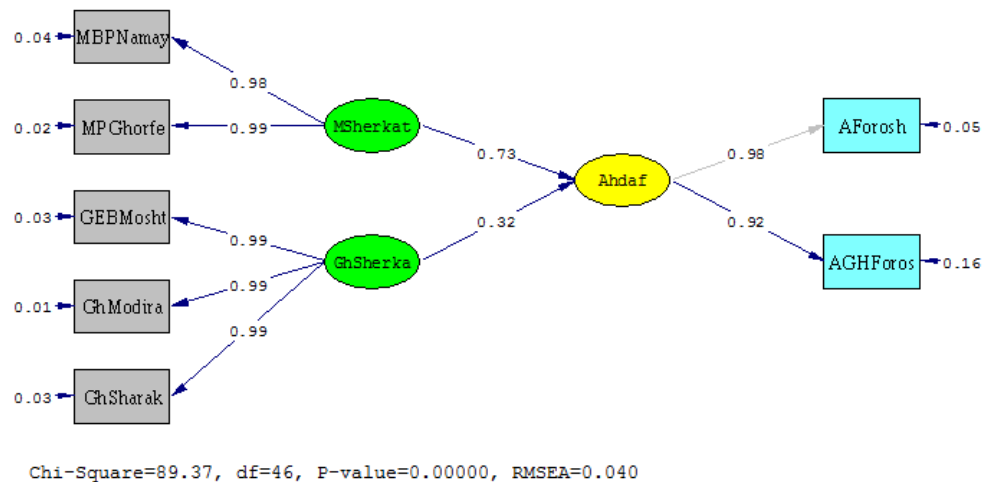 0.04 MBPNamay
0.98
0.02 MPGhorfe 0.99 MSherkat AForosh 0.05
0.73 0.98
Ahdaf
0.03 GEBMosht 0.99 0.32 0.92
GhSherka AGHForos 0.16
0.99
0.01 GhModira
0.99
0.03 GhSharak
Chi-Square=89.37, df=46, P-value=0.00000, RMSEA=0.040